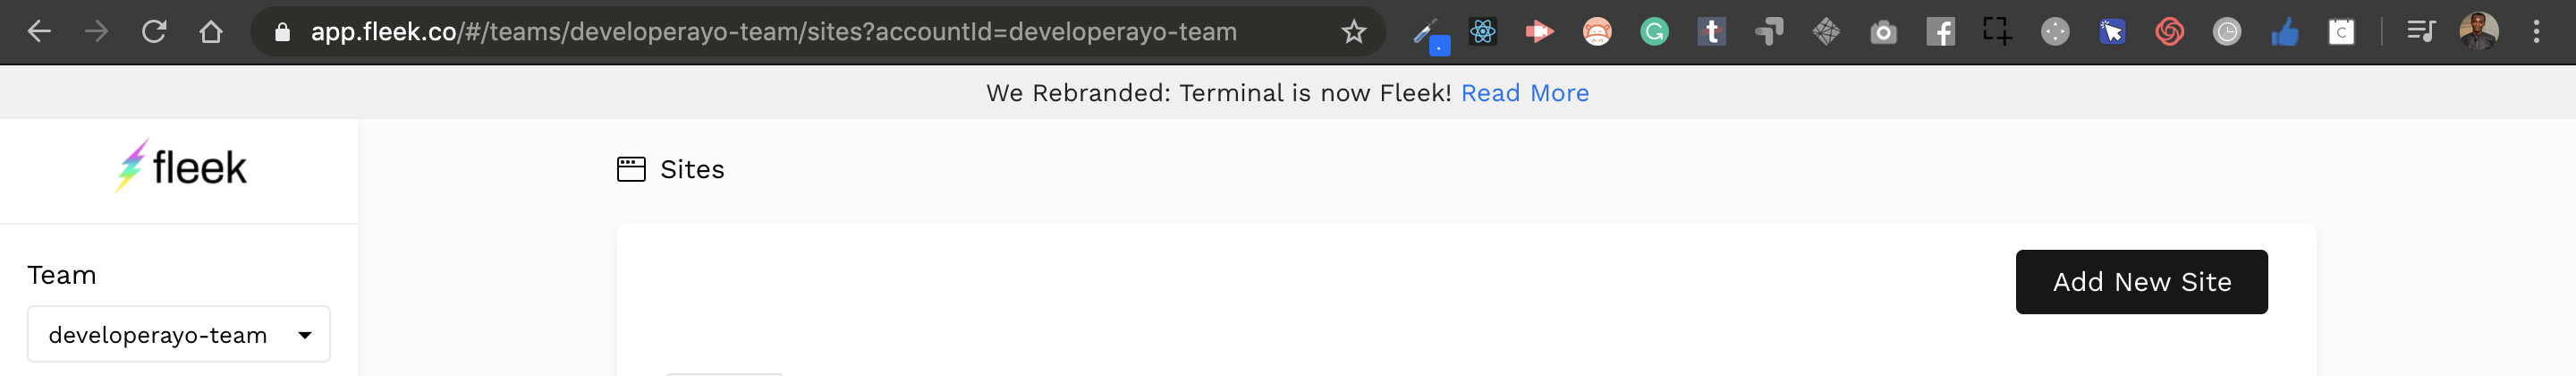 app.fleek.co/#/teams/developerayo-team/sites?accountId=developerayo-team
We Rebranded: Terminal is now Fleek! Read More
fleek
Sites
Team
Add New Site
developerayo-team